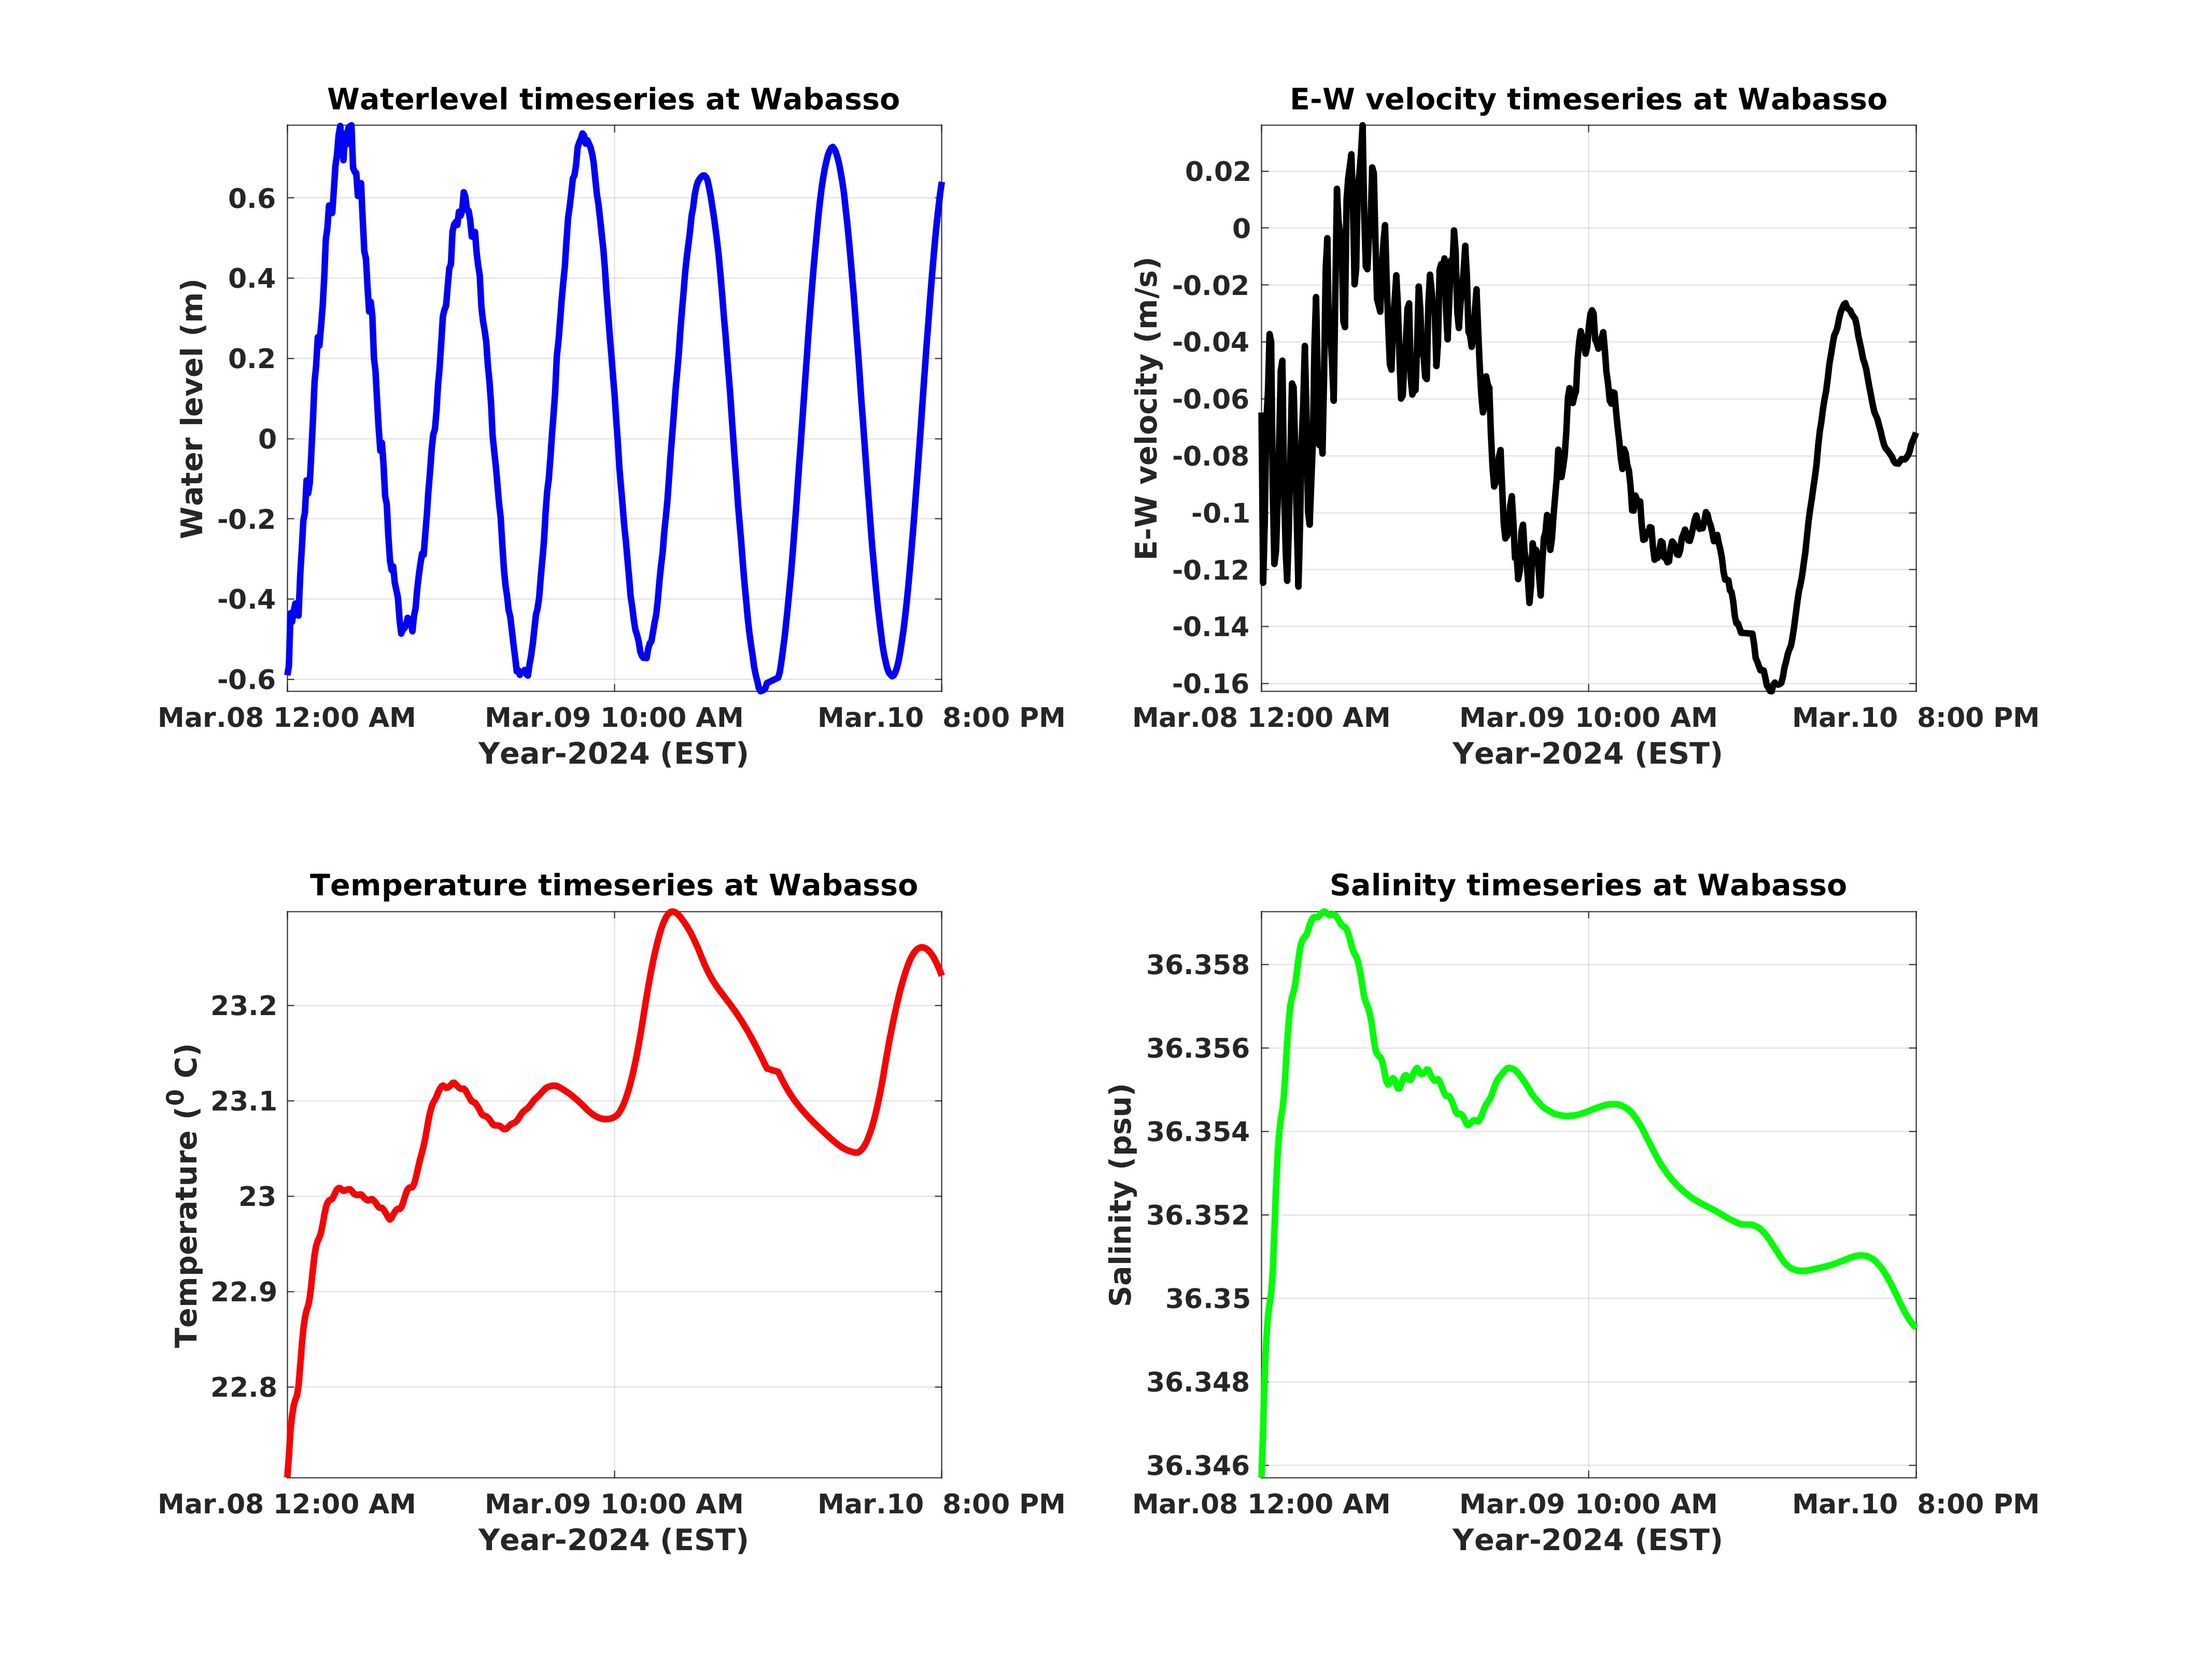 Waterlevel timeseries at Wabasso
Water level (m)
0.6
0.4
0.2
0
-0.2
-0.4
-0.6
Mar.08 12:00 AM Mar.09 10:00 AM Mar.10 8:00 PM
Year-2024 (EST)
E-W velocity timeseries at Wabasso
E-W velocity (m/s)
0.02
0
-0.02
-0.04
-0.06
-0.08
-0.1
-0.12
-0.14
-0.16
Mar.08 12:00 AM Mar.09 10:00 AM Mar.10 8:00 PM
Year-2024 (EST)
Temperature timeseries at Wabasso
Temperature (⁰ C)
23.2
23.1
23
22.9
22.8
Mar.08 12:00 AM Mar.09 10:00 AM Mar.10 8:00 PM
Year-2024 (EST)
Salinity timeseries at Wabasso
Salinity (psu)
36.358
36.356
36.354
36.352
36.35
36.348
36.346
Mar.08 12:00 AM Mar.09 10:00 AM Mar.10 8:00 PM
Year-2024 (EST)